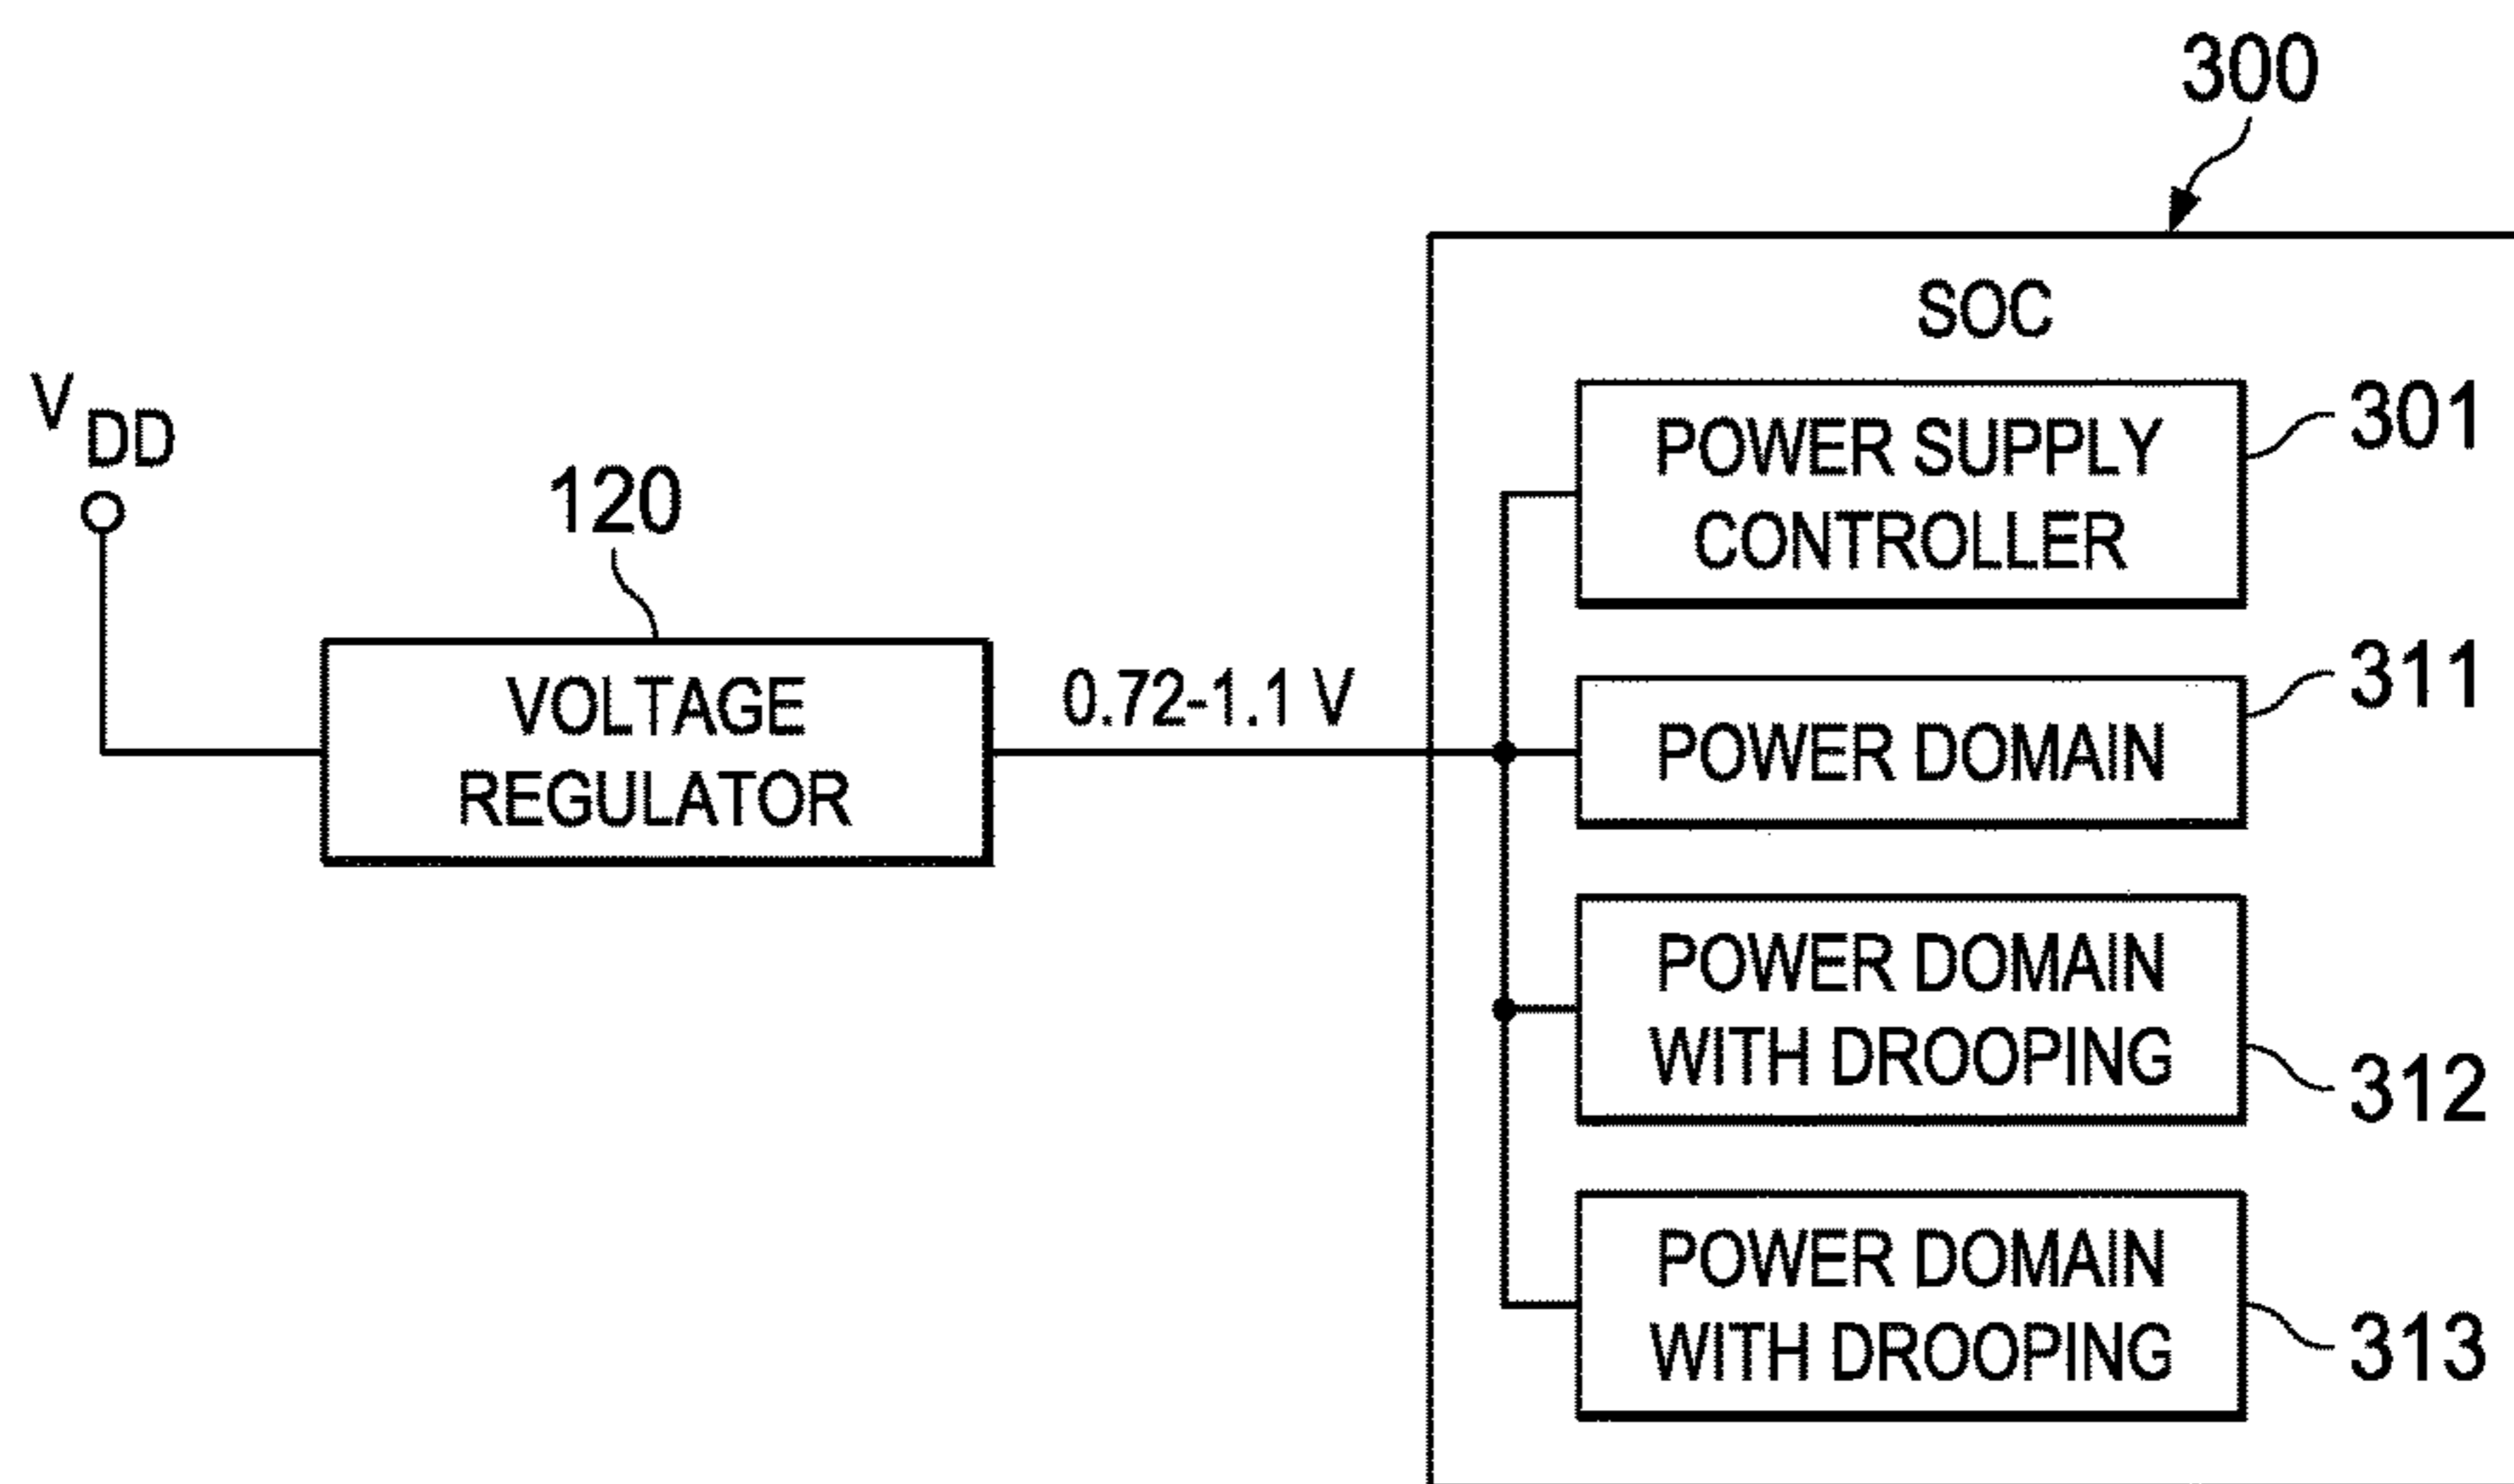 300
SOC
V DD
120
VOLTAGE
REGULATOR
0.72-1.1 V
POWER SUPPLY
CONTROLLER
301
POWER DOMAIN
311
POWER DOMAIN
WITH DROOPING
312
POWER DOMAIN
WITH DROOPING
313